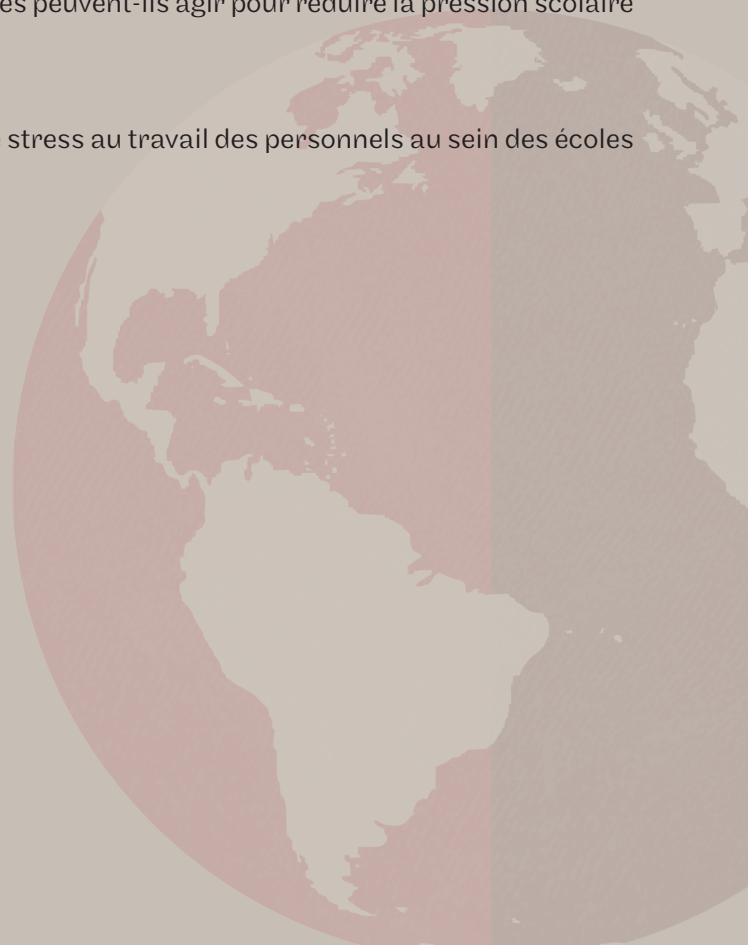 es peuvent-ils agir pour réduire la pression scolaire
stress au travail des personnels au sein des écoles